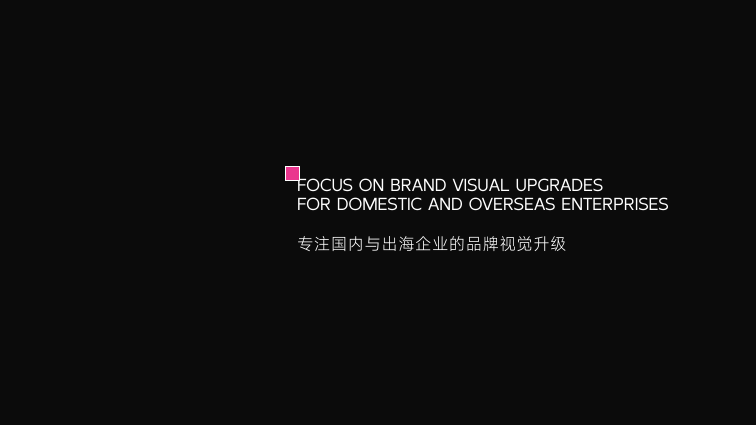 FOCUS ON BRAND VISUAL UPGRADES
FOR DOMESTIC AND OVERSEAS ENTERPRISES
专注国内与出海企业的品牌视觉升级